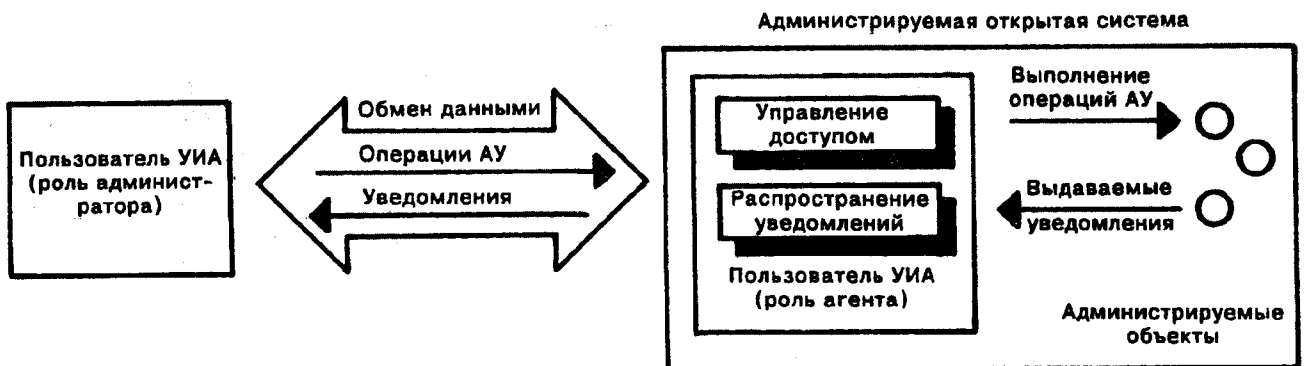 Администрируемая открытая система
Пользователь УИА
(роль админист-
ратора)
Обмен данными
Операции АУ
Уведомления
Управление
доступом
Распространение
уведомлений
Пользователь УИА
(роль агента)
Выполнение
операций АУ
Выдаваемые
уведомления
Администрируемые
объекты